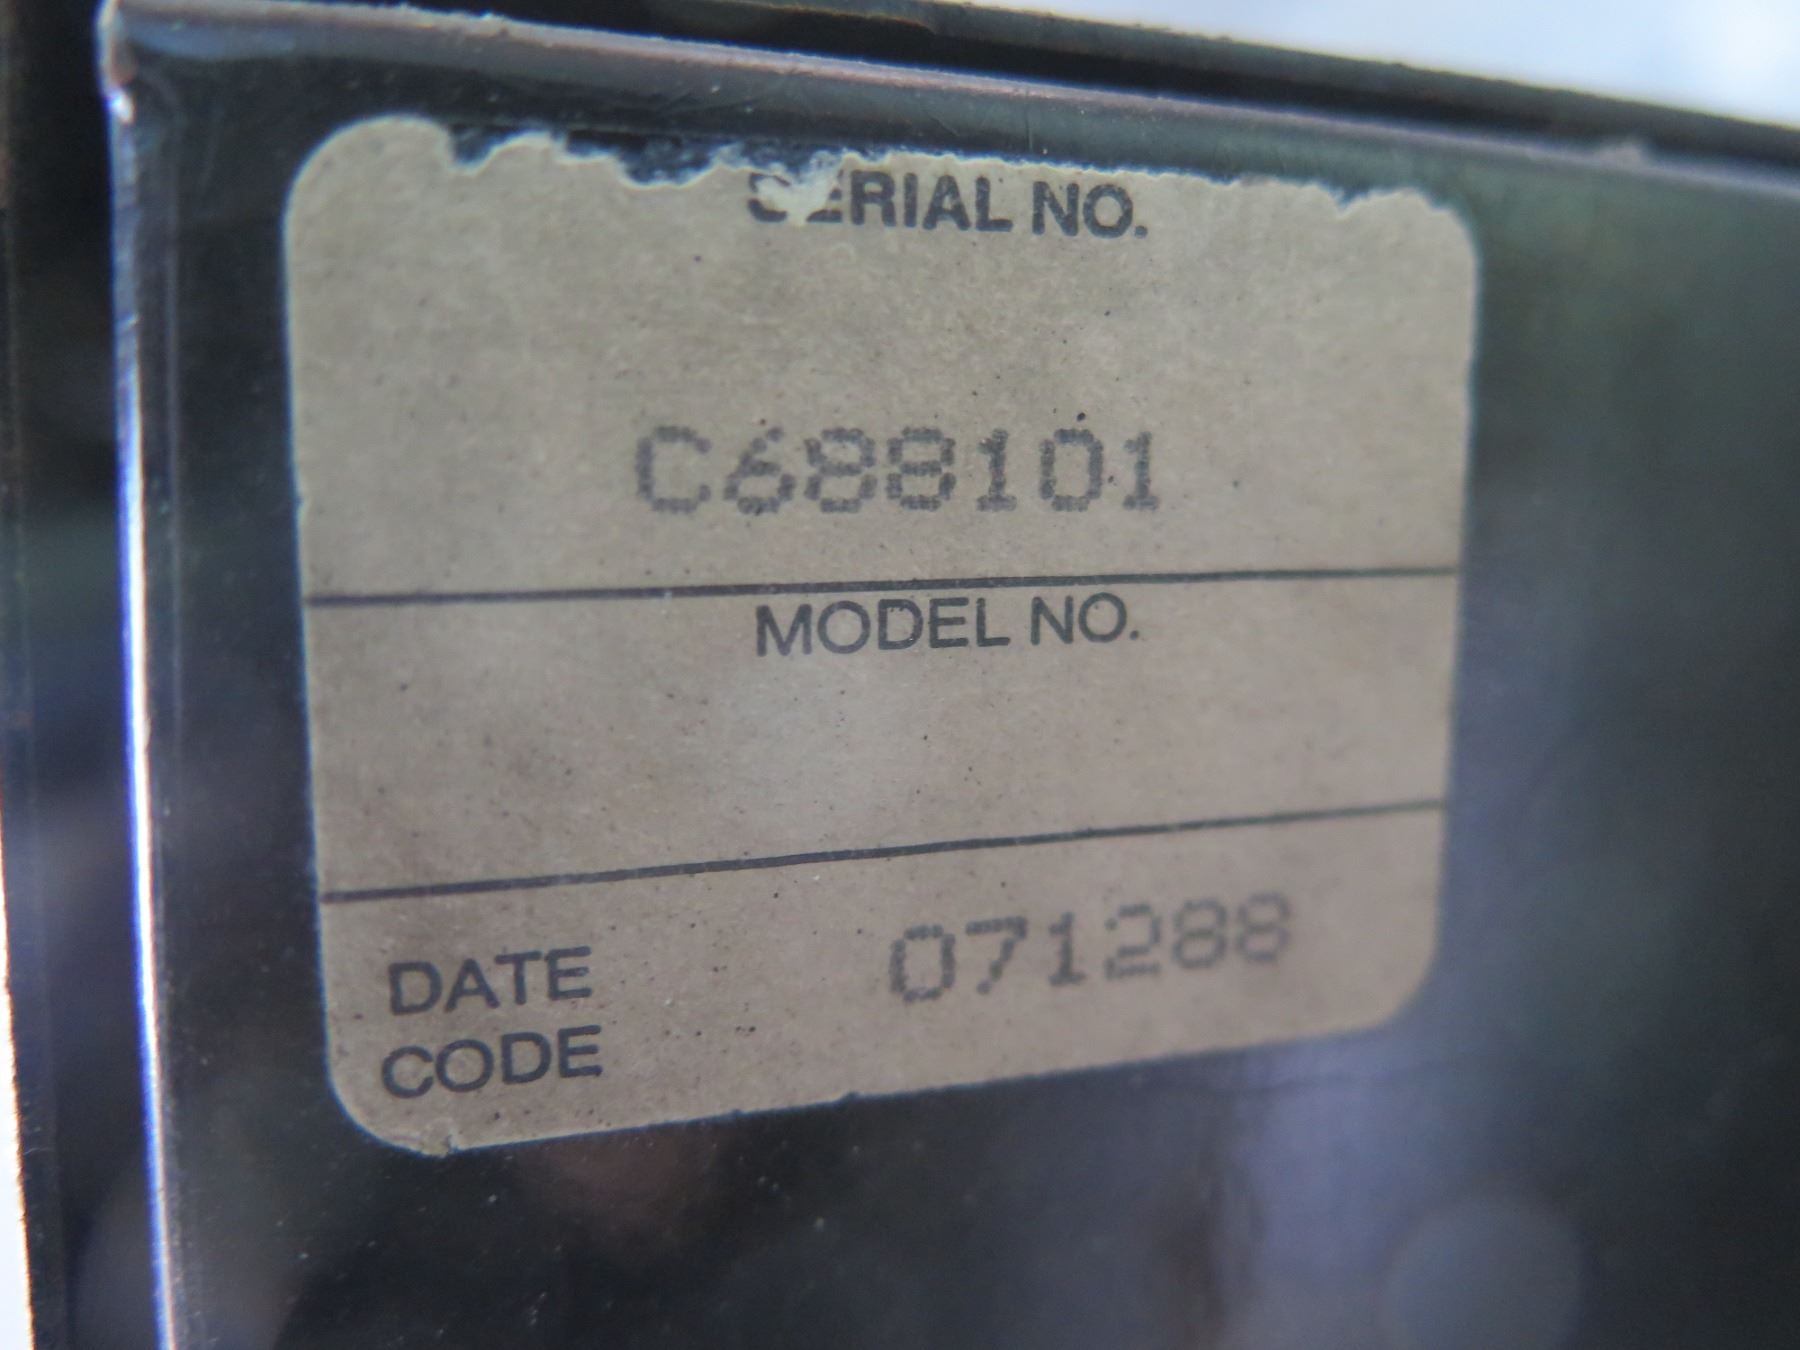 SERIAL NO.
C688101
MODEL NO.
DATE 071288
CODE